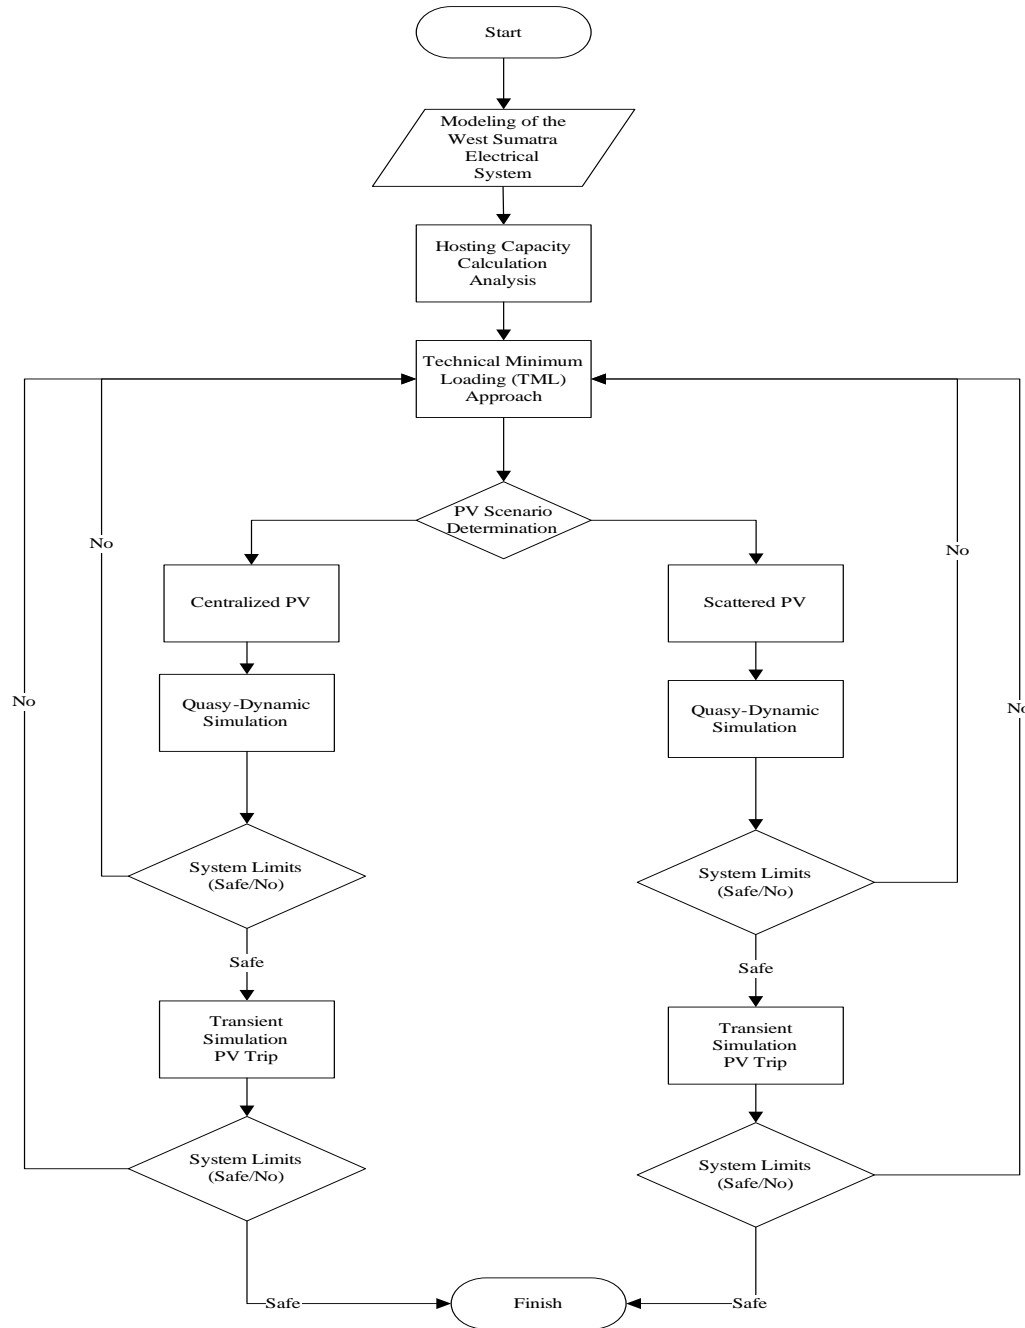 Start
Modeling of the
West Sumatra
Electrical
System
Hosting Capacity
Calculation
Analysis
Technical Minimum
Loading (TML)
Approach
PV Scenario
Determination
No
No
Centralized PV
Scattered PV
No
Quasy-Dynamic
Simulation
Quasy-Dynamic
Simulation
No
System Limits
(Safe/No)
System Limits
(Safe/No)
Safe
Safe
Transient
Simulation
PV Trip
Transient
Simulation
PV Trip
System Limits
(Safe/No)
System Limits
(Safe/No)
Safe
Finish
Safe